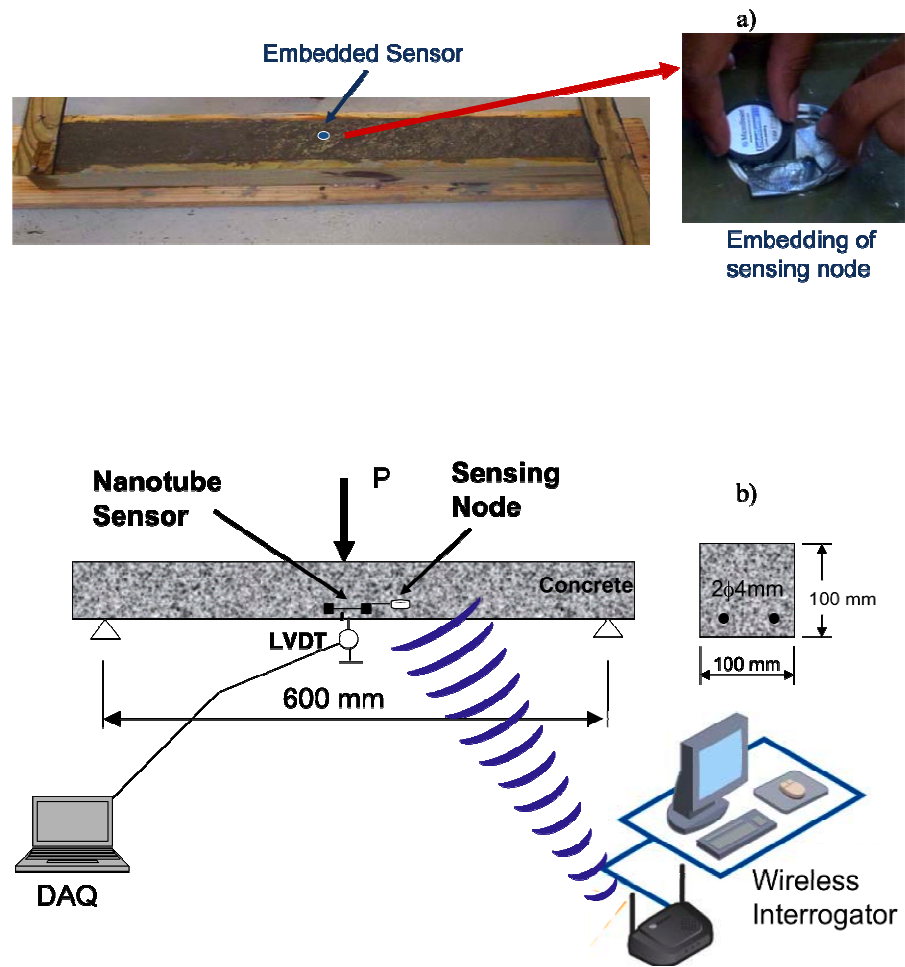 a)
Embedded Sensor
Embedding of
sensing node
Nanotube
Sensor
P
Sensing
Node
b)
Concrete
2ϕ4mm
100 mm
LVDT
100 mm
600 mm
DAQ
Wireless
Interrogator